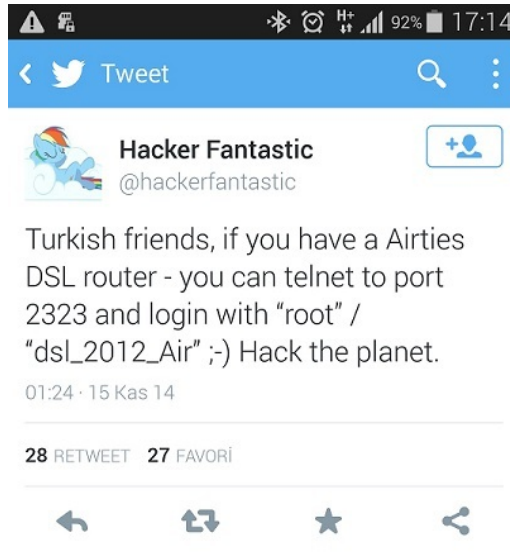 H+ 92% 17:14
Tweet
Hacker Fantastic
@hackerfantastic
Turkish friends, if you have a Airties
DSL router - you can telnet to port
2323 and login with “root” /
“dsl_2012_Air” ;-) Hack the planet.
01:24 · 15 Kas 14
28 RETWEET 27 FAVORİ